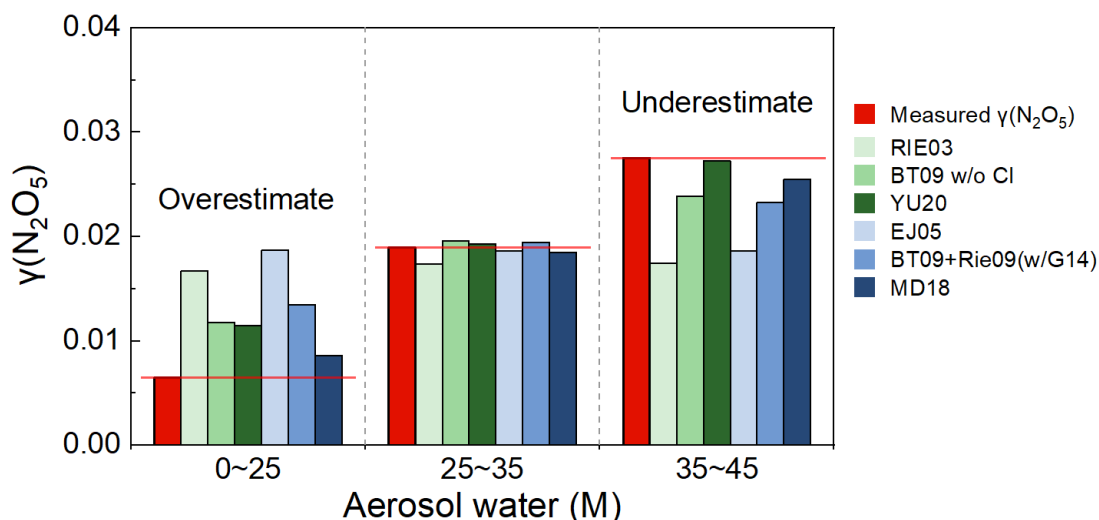 0.04
0.03
0.02
0.01
0.00
γ(N₂O₅)
Overestimate
Underestimate
0~25
25~35
35~45
Aerosol water (M)
Measured γ(N₂O₅)
RIE03
BT09 w/o Cl
YU20
EJ05
BT09+Rie09(w/G14)
MD18